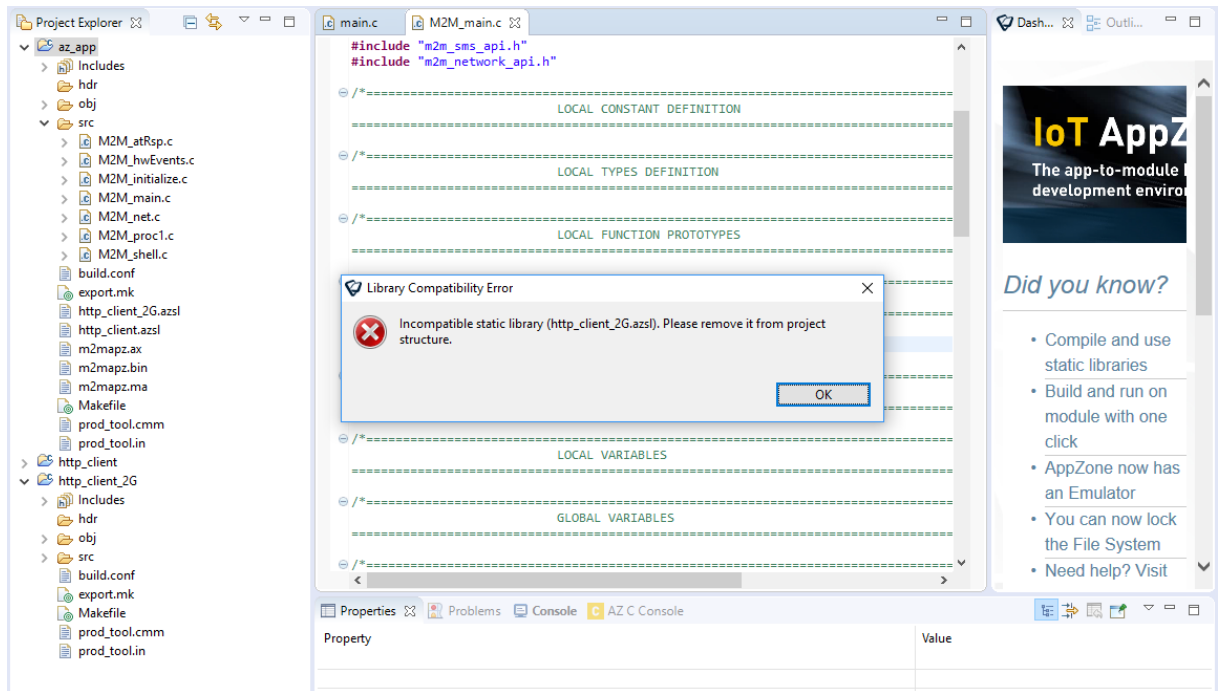 Project Explorer
az_app
Includes
hdr
obj
src
M2M_atRsp.c
M2M_hwEvents.c
M2M_initialize.c
M2M_main.c
M2M_net.c
M2M_proc1.c
M2M_shell.c
build.conf
export.mk
http_client_2G.azsl
http_client.azsl
m2mapz.ax
m2mapz.bin
m2mapz.ma
Makefile
prod_tool.cmm
prod_tool.in
http_client
http_client_2G
Includes
hdr
obj
src
build.conf
export.mk
Makefile
prod_tool.cmm
prod_tool.in
main.c
M2M_main.c
#include "m2m_sms_api.h"
#include "m2m_network_api.h"
LOCAL CONSTANT DEFINITION
LOCAL TYPES DEFINITION
LOCAL FUNCTION PROTOTYPES
Library Compatibility Error
Incompatible static library (http_client_2G.azsl). Please remove it from project
structure.
OK
LOCAL VARIABLES
GLOBAL VARIABLES
Dash...
Outli...
IoT AppZ
The app-to-module
development enviro
Did you know?
• Compile and use
static libraries
• Build and run on
module with one
click
• AppZone now has
an Emulator
• You can now lock
the File System
• Need help? Visit
Properties
Problems
Console
AZ C Console
Property
Value